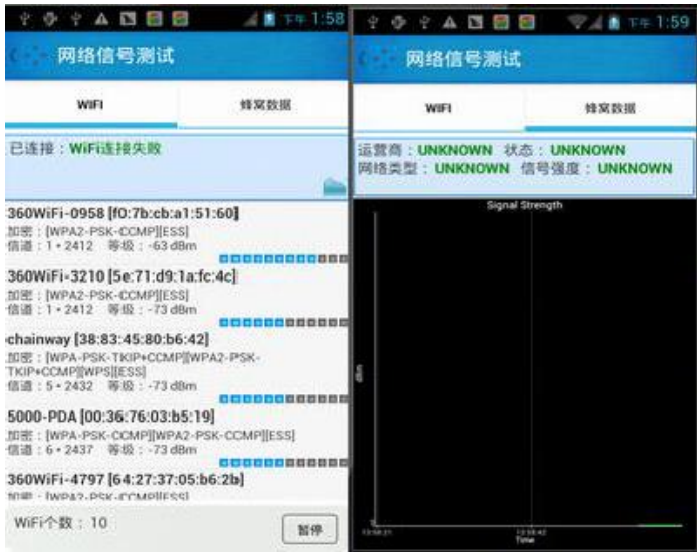 下午 1:58
网络信号测试
WIFI
蜂窝数据
已连接：WiFi连接失败
360WiFi-0958 [f0:7b:cb:a1:51:60]
加密：[WPA2-PSK-CCMP][ESS]
信道：1 • 2412 等级：-63 dBm
360WiFi-3210 [5e:71:d9:1a:fc:4c]
加密：[WPA2-PSK-CCMP][ESS]
信道：1 • 2412 等级：-73 dBm
chainway [38:83:45:80:b6:42]
加密：[WPA-PSK-TKIP+CCMP][WPA2-PSK-
TKIP+CCMP][WPS][ESS]
信道：5 • 2432 等级：-73 dBm
5000-PDA [00:36:76:03:b5:19]
加密：[WPA-PSK-CCMP][WPA2-PSK-CCMP][ESS]
信道：6 • 2437 等级：-73 dBm
360WiFi-4797 [64:27:37:05:b6:2b]
加密：[WPA2-PSK-CCMP][ESS]
WiFi个数：10
暂停
下午 1:59
网络信号测试
WIFI
蜂窝数据
运营商：UNKNOWN 状态：UNKNOWN
网络类型：UNKNOWN 信号强度：UNKNOWN
Signal Strength
dBm
Time